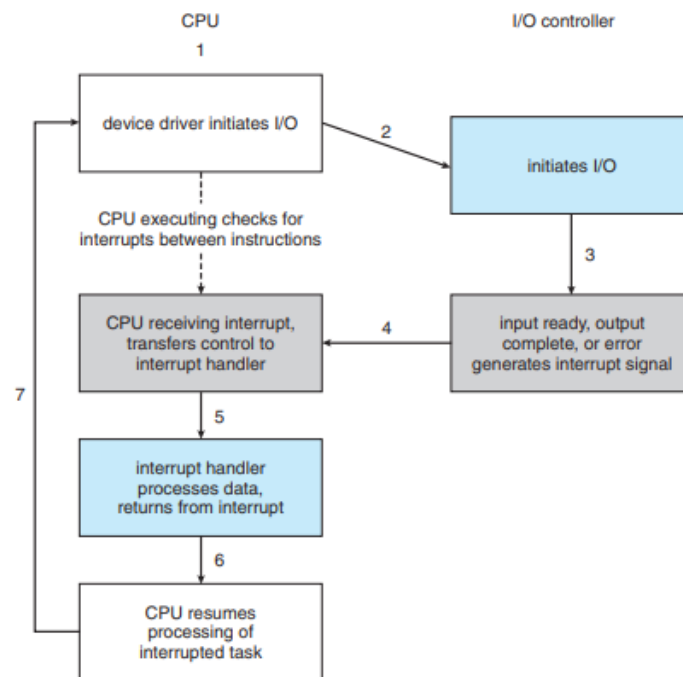 CPU
I/O controller
1
device driver initiates I/O
2
initiates I/O
CPU executing checks for
interrupts between instructions
3
CPU receiving interrupt,
transfers control to
interrupt handler
4
input ready, output
complete, or error
generates interrupt signal
7
5
interrupt handler
processes data,
returns from interrupt
6
CPU resumes
processing of
interrupted task